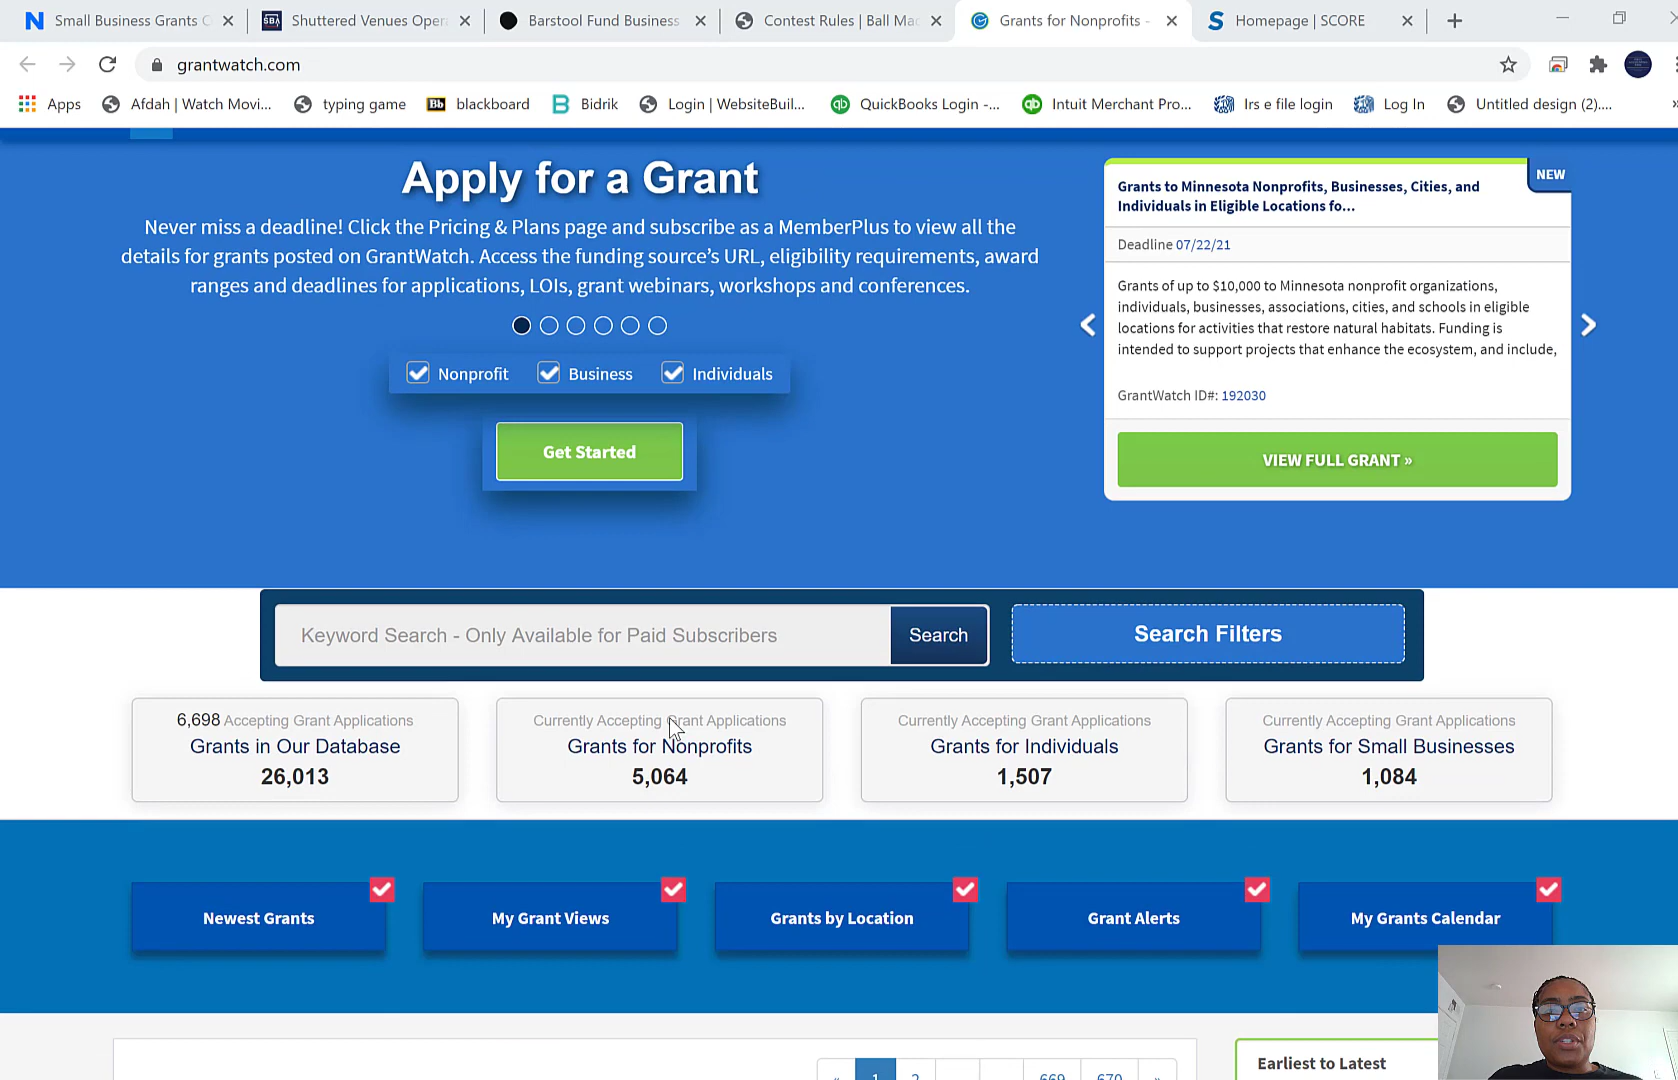 Small Business Grants
Shuttered Venues Oper
Barstool Fund Business
Contest Rules | Ball Ma
Grants for Nonprofits -
Homepage | SCORE
grantwatch.com
Apps
Afdah | Watch Movi...
typing game
Bb
blackboard
Bidrik
Login | WebsiteBuil...
qb
QuickBooks Login -...
qb
Intuit Merchant Pro...
Irs e file login
Log In
Untitled design (2)....
»
Apply for a Grant
Never miss a deadline! Click the Pricing & Plans page and subscribe as a MemberPlus to view all the
details for grants posted on GrantWatch. Access the funding source's URL, eligibility requirements, award
ranges and deadlines for applications, LOIs, grant webinars, workshops and conferences.
Nonprofit
Business
Individuals
Get Started
NEW
Grants to Minnesota Nonprofits, Businesses, Cities, and
Individuals in Eligible Locations fo...
Deadline 07/22/21
Grants of up to $10,000 to Minnesota nonprofit organizations,
individuals, businesses, associations, cities, and schools in eligible
locations for activities that restore natural habitats. Funding is
intended to support projects that enhance the ecosystem, and include,
GrantWatch ID#: 192030
VIEW FULL GRANT »
Keyword Search - Only Available for Paid Subscribers
Search
Search Filters
6,698 Accepting Grant Applications
Grants in Our Database
26,013
Currently Accepting Grant Applications
Grants for Nonprofits
5,064
Currently Accepting Grant Applications
Grants for Individuals
1,507
Currently Accepting Grant Applications
Grants for Small Businesses
1,084
Newest Grants
My Grant Views
Grants by Location
Grant Alerts
My Grants Calendar
« 1 2 669 670 »
Earliest to Latest